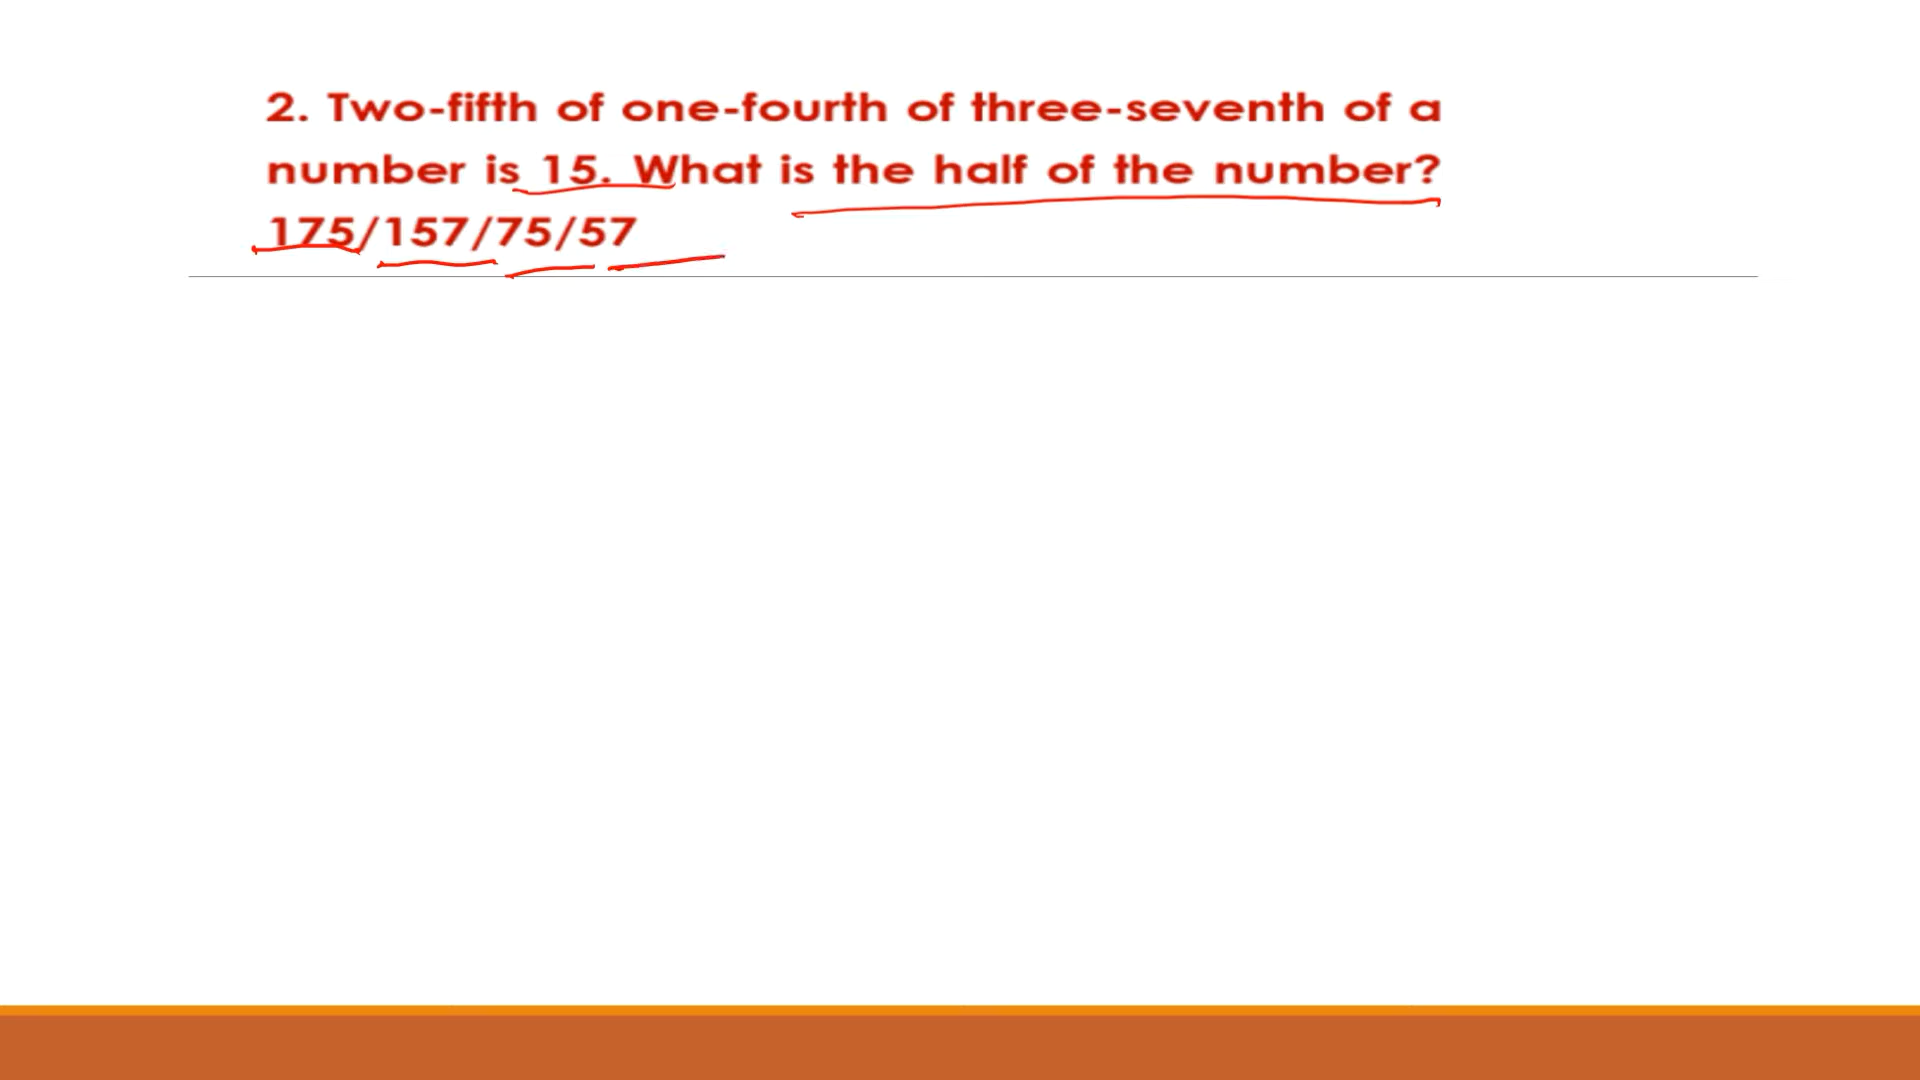 2. Two-fifth of one-fourth of three-seventh of a
number is 15. What is the half of the number?
175/157/75/57